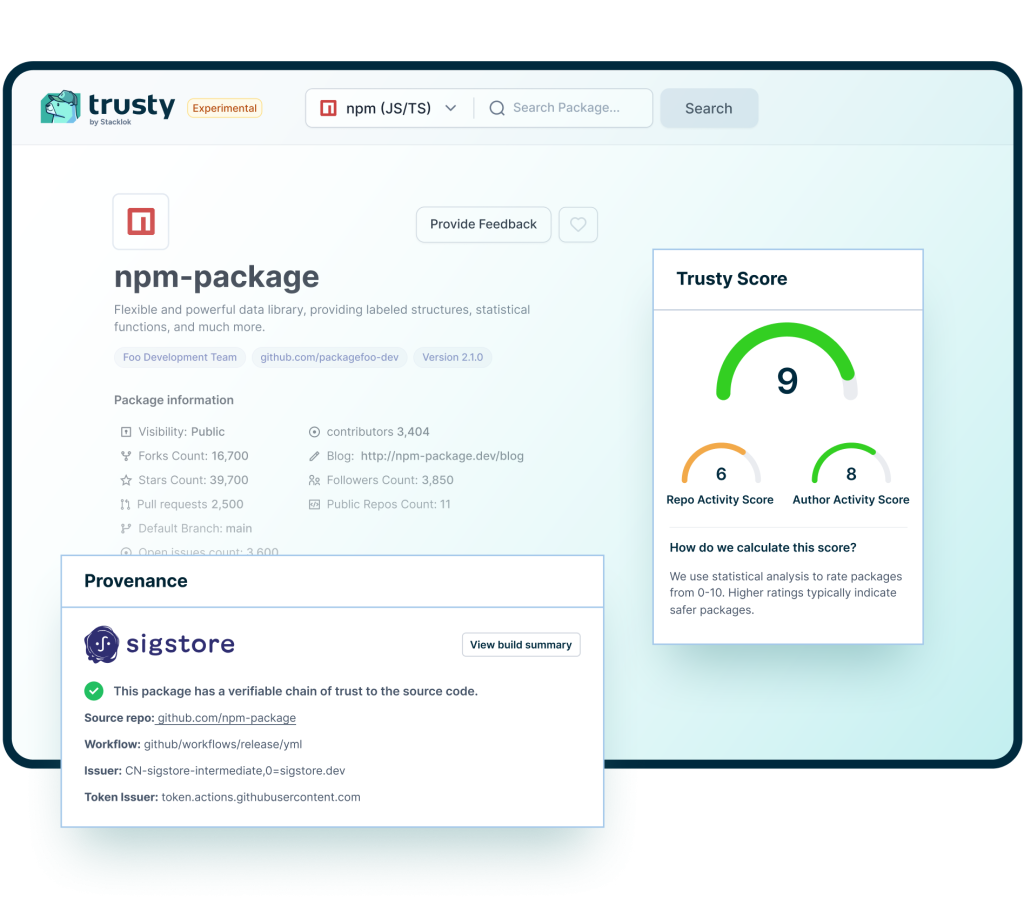 trusty
by Stacklok
Experimental
npm (JS/TS)
Search Package...
Search
Provide Feedback
npm-package
Flexible and powerful data library, providing labeled structures, statistical
functions, and much more.
Foo Development Team
github.com/packagefoo-dev
Version 2.1.0
Package information
Visibility: Public
contributors 3,404
Forks Count: 16,700
Blog: http://npm-package.dev/blog
Stars Count: 39,700
Followers Count: 3,850
Pull requests 2,500
Public Repos Count: 11
Default Branch: main
Open issues count: 3,600
Trusty Score
9
6
Repo Activity Score
8
Author Activity Score
How do we calculate this score?
We use statistical analysis to rate packages
from 0-10. Higher ratings typically indicate
safer packages.
Provenance
sigstore
View build summary
This package has a verifiable chain of trust to the source code.
Source repo: github.com/npm-package
Workflow: github/workflows/release/yml
Issuer: CN-sigstore-intermediate,0=sigstore.dev
Token Issuer: token.actions.githubusercontent.com